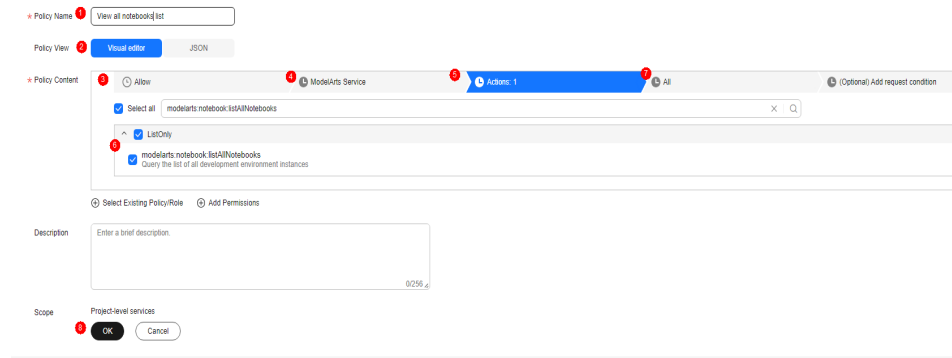 * Policy Name 1 View all notebooks list
Policy View 2 Visual editor JSON
* Policy Content 3 Allow 4 ModelArts Service 5 Actions: 1 7 All (Optional) Add request condition
Select all modelarts:notebook:listAllNotebooks
ListOnly
6
modelarts:notebook:listAllNotebooks
Query the list of all development environment instances
Select Existing Policy/Role Add Permissions
Description Enter a brief description.
0/256
Scope Project-level services
8 OK Cancel